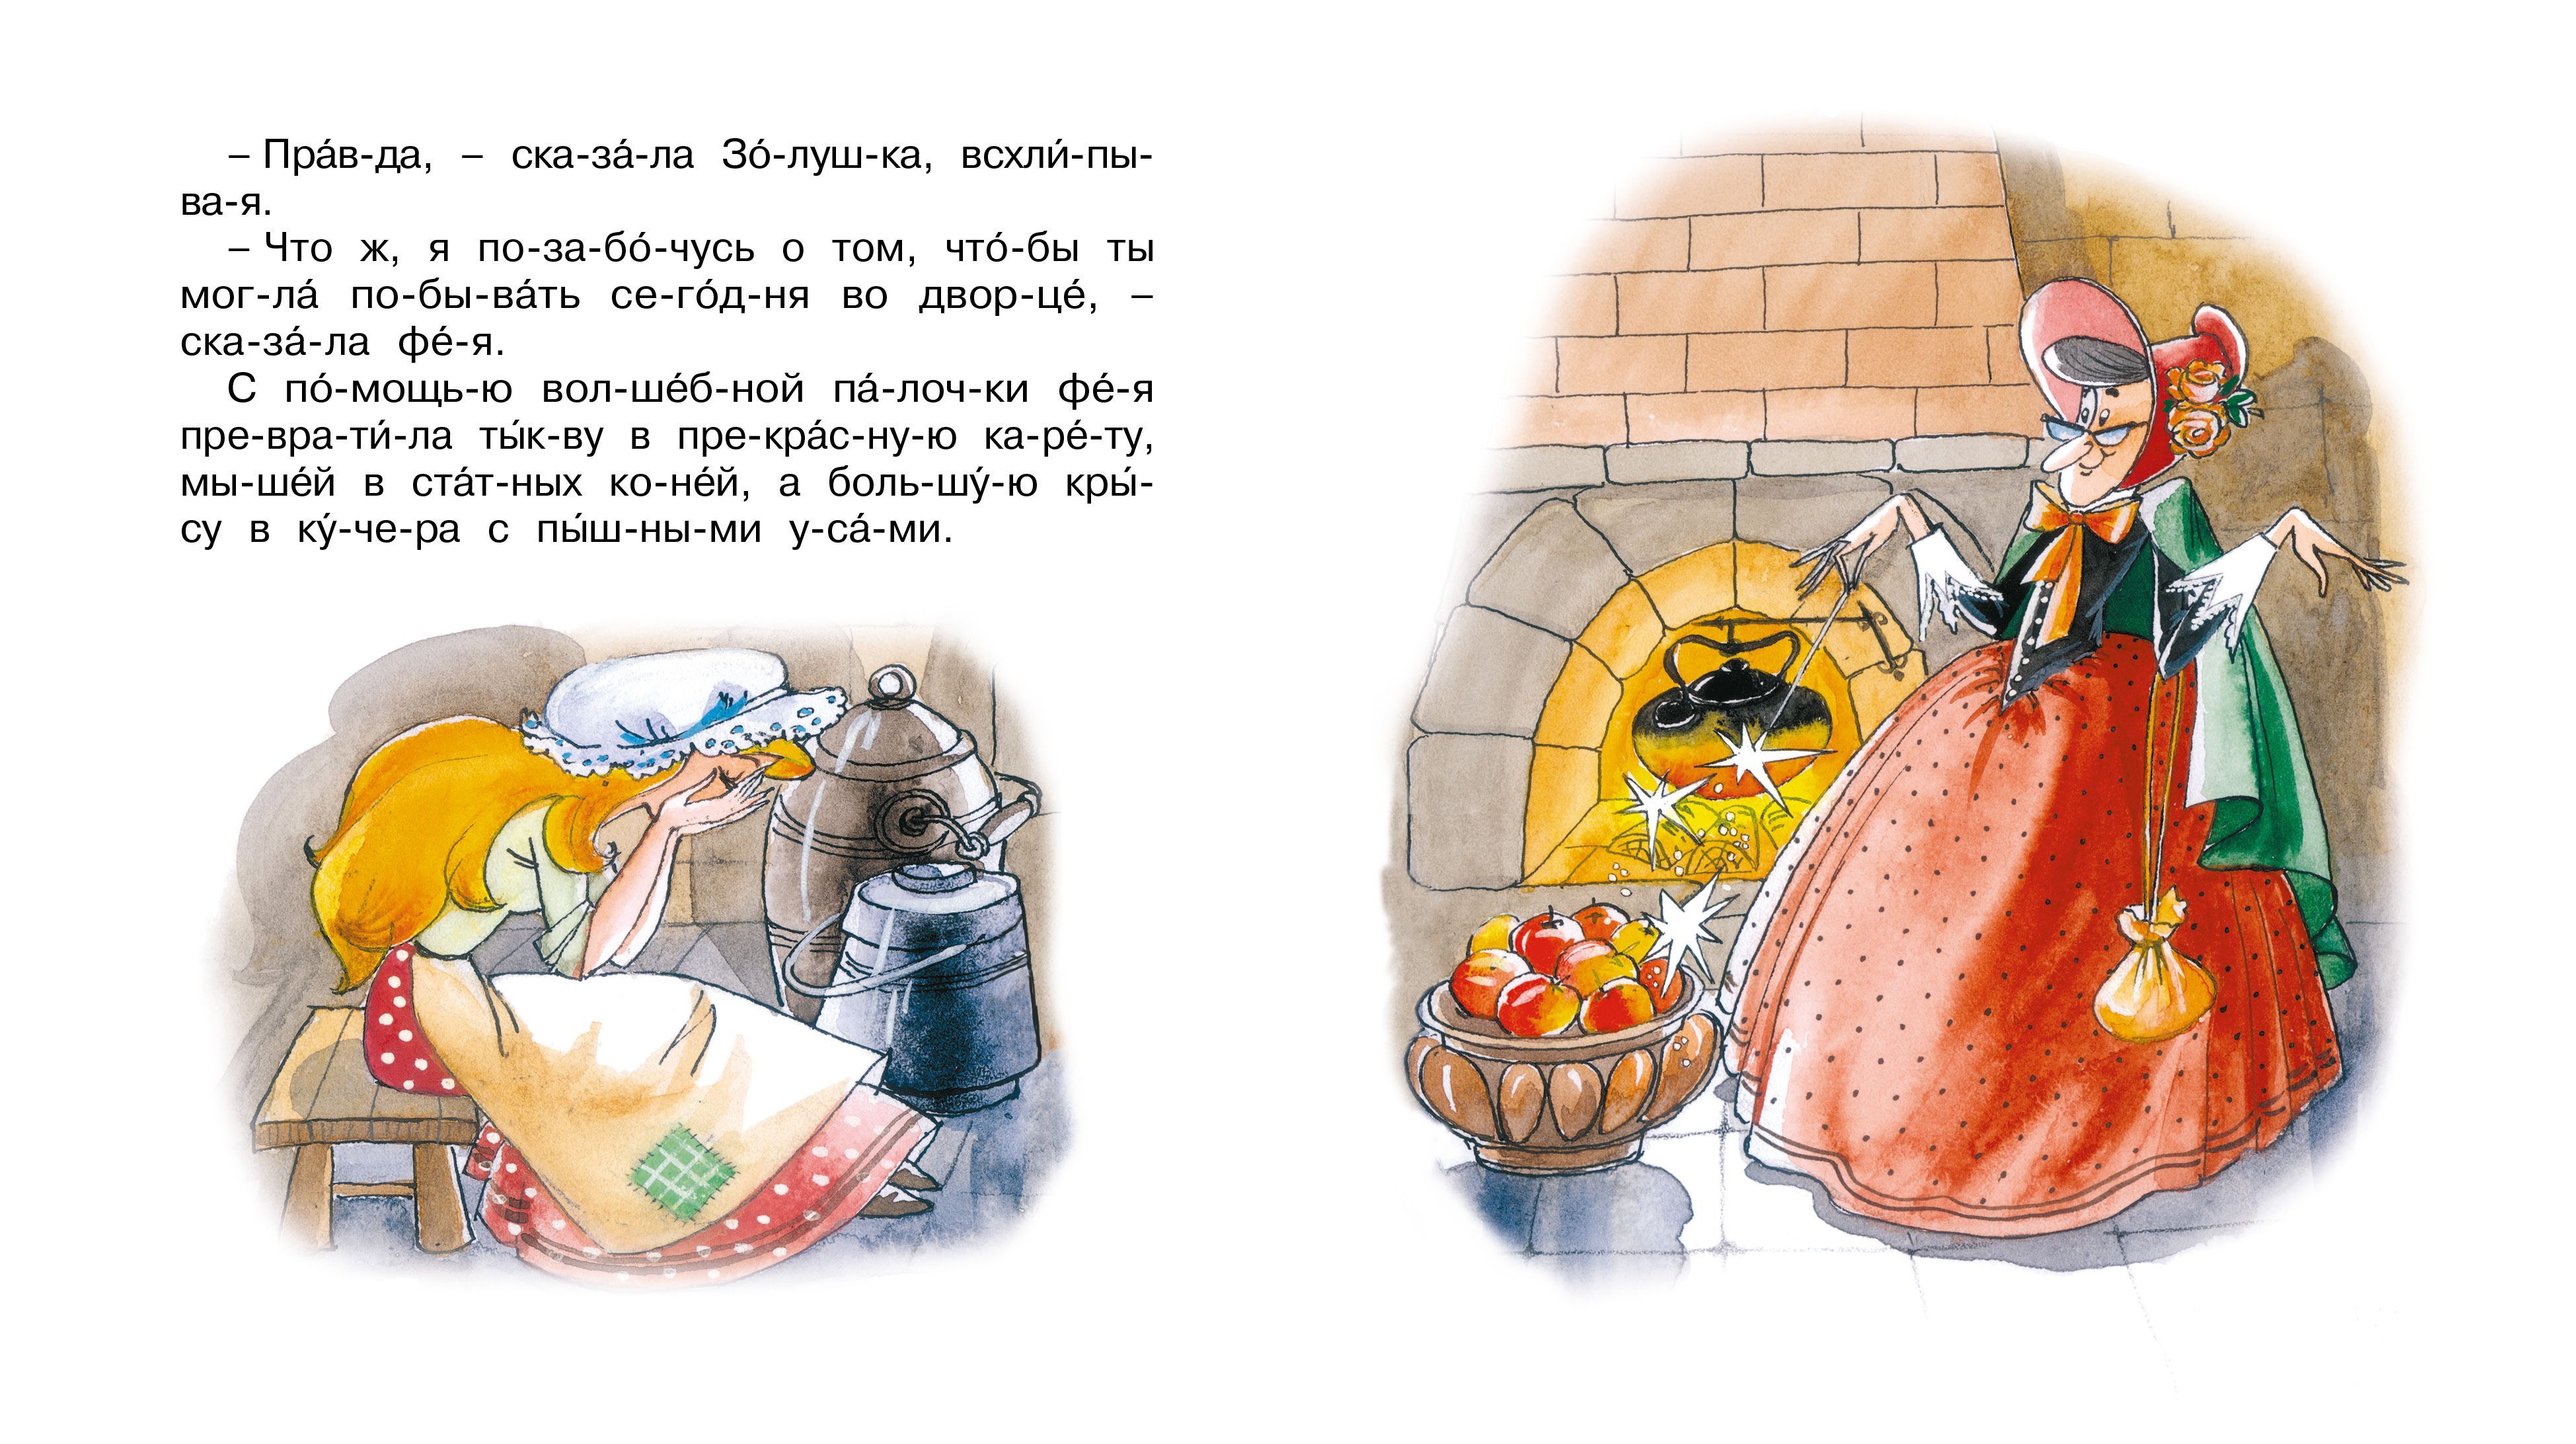 – Пра́в-да, – ска-за́-ла Зо́-луш-ка, всхли́-пы-
ва-я.
– Что ж, я по-за-бо́-чусь о том, что́-бы ты
мог-ла́ по-бы-ва́ть се-го́д-ня во двор-це́, –
ска-за́-ла фе́-я.
С по́-мощь-ю вол-ше́б-ной па́-лоч-ки фе́-я
пре-вра-ти́-ла ты́к-ву в пре-кра́с-ну-ю ка-ре́-ту,
мы-ше́й в ста́т-ных ко-не́й, а боль-шу́-ю кры́-
су в ку́-че-ра с пы́ш-ны-ми у-са́-ми.